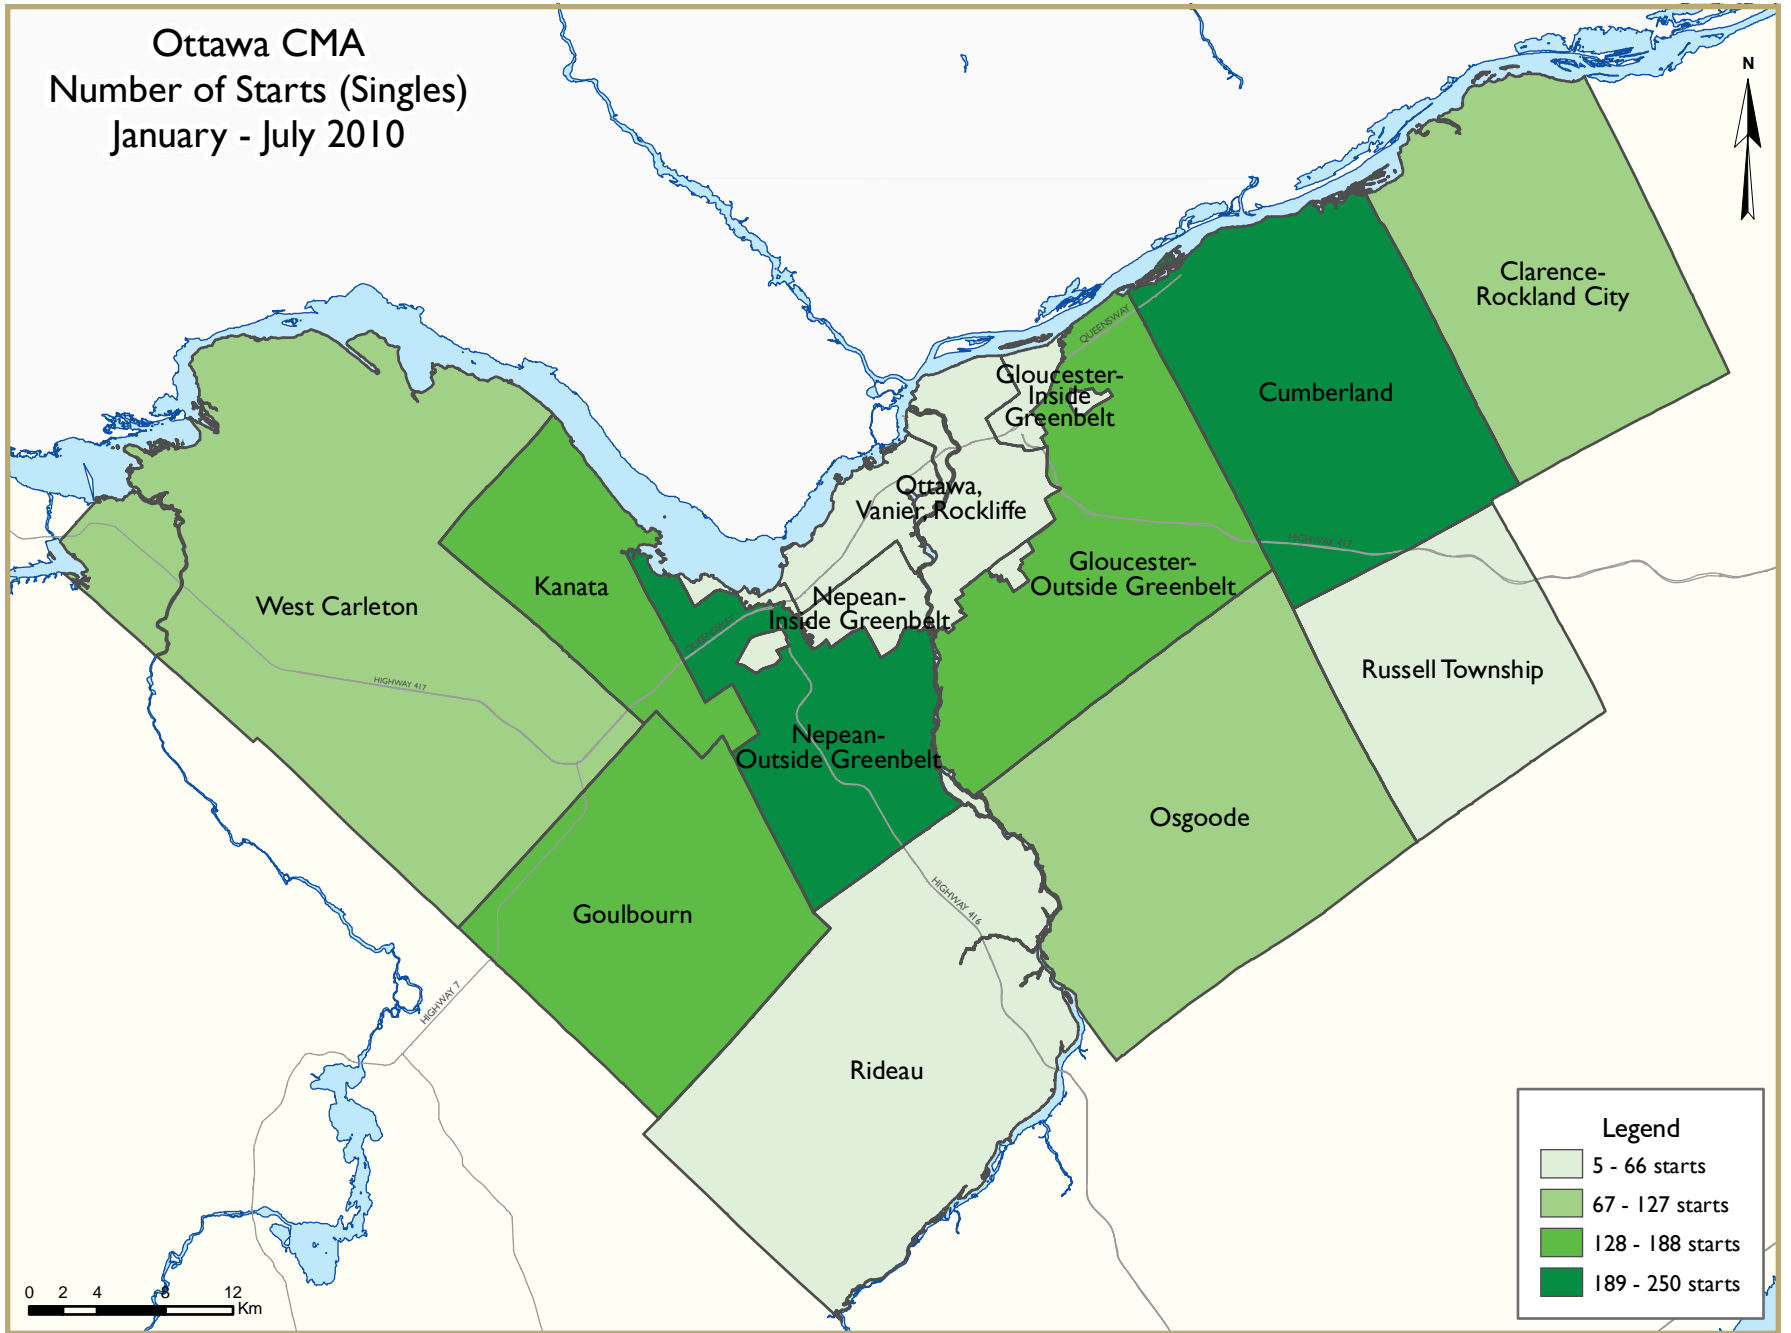 Ottawa CMA
Number of Starts (Singles)
January - July 2010
N
Clarence-
Rockland City
QUEENSWAY
Gloucester-
Inside
Greenbelt
Cumberland
Ottawa,
Vanier, Rockliffe
HIGHWAY 417
Gloucester-
Outside Greenbelt
Kanata
West Carleton
Nepean-
Inside Greenbelt
QUEENSWAY
Russell Township
HIGHWAY 417
Nepean-
Outside Greenbelt
Osgoode
Goulbourn
HIGHWAY 416
HIGHWAY 7
Rideau
Legend
5 - 66 starts
67 - 127 starts
128 - 188 starts
189 - 250 starts
0 2 4 8 12
Km